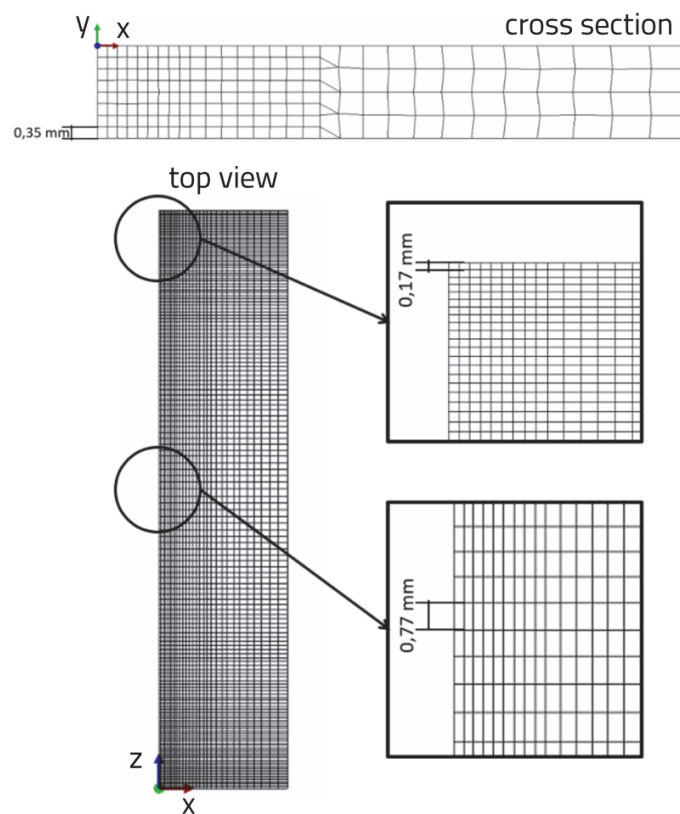 cross section
y
x
0,35 mm
top view
0,17 mm
0,77 mm
z
x